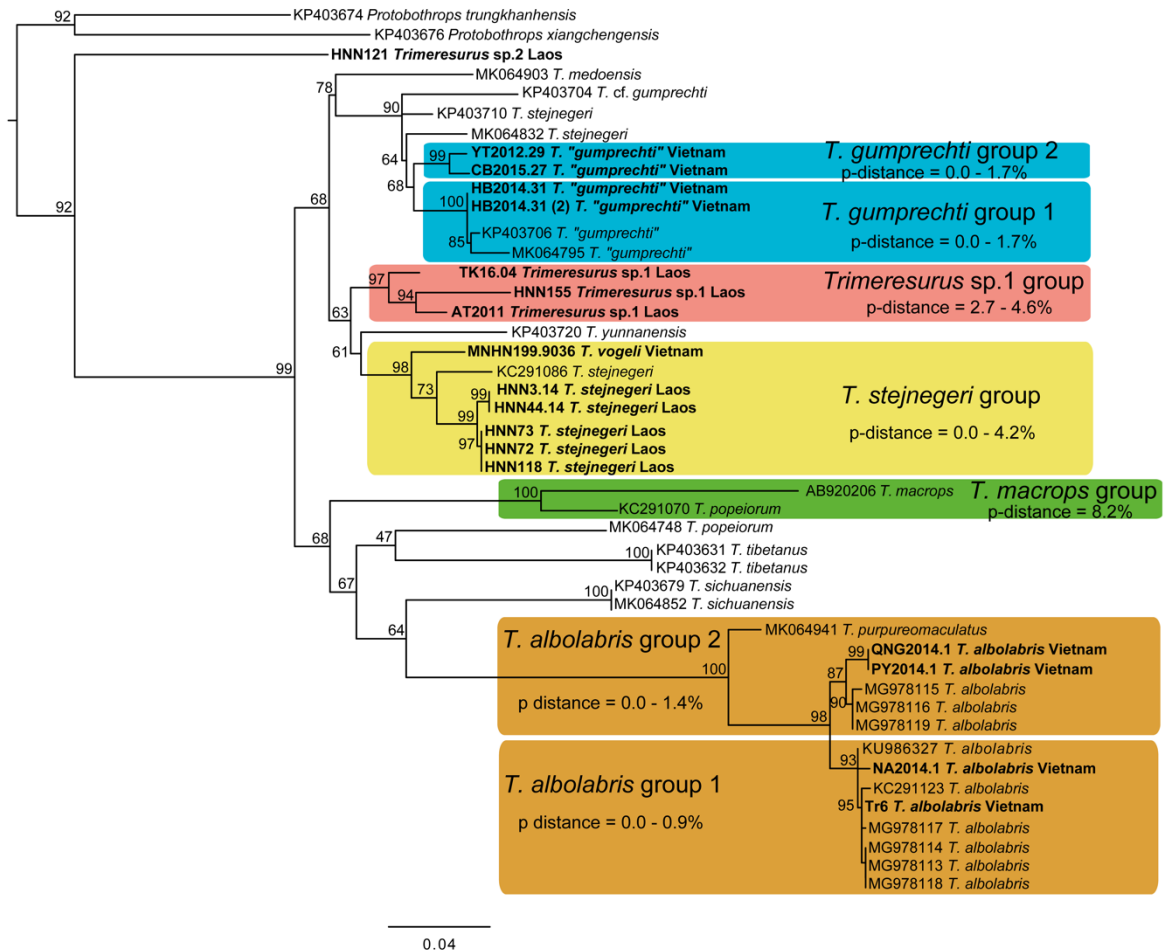 92
KP403674 Protobothrops trungkhanhensis
KP403676 Protobothrops xiangchengensis
92
HNN121 Trimeresurus sp.2 Laos
78
MK064903 T. medoensis
90
KP403704 T. cf. gumprechti
KP403710 T. stejnegeri
64
MK064832 T. stejnegeri
68
99
YT2012.29 T. "gumprechti" Vietnam
CB2015.27 T. "gumprechti" Vietnam
T. gumprechti group 2
p-distance = 0.0 - 1.7%
100
HB2014.31 T. "gumprechti" Vietnam
HB2014.31 (2) T. "gumprechti" Vietnam
85
KP403706 T. "gumprechti"
MK064795 T. "gumprechti"
T. gumprechti group 1
p-distance = 0.0 - 1.7%
68
97
TK16.04 Trimeresurus sp.1 Laos
94
HNN155 Trimeresurus sp.1 Laos
AT2011 Trimeresurus sp.1 Laos
Trimeresurus sp.1 group
p-distance = 2.7 - 4.6%
63
61
KP403720 T. yunnanensis
98
MNHN199.9036 T. vogeli Vietnam
73
KC291086 T. stejnegeri
99
99
HNN3.14 T. stejnegeri Laos
HNN44.14 T. stejnegeri Laos
97
HNN73 T. stejnegeri Laos
HNN72 T. stejnegeri Laos
HNN118 T. stejnegeri Laos
T. stejnegeri group
p-distance = 0.0 - 4.2%
99
100
AB920206 T. macrops
KC291070 T. popeiorum
T. macrops group
p-distance = 8.2%
68
67
47
MK064748 T. popeiorum
100
KP403631 T. tibetanus
KP403632 T. tibetanus
64
100
KP403679 T. sichuanensis
MK064852 T. sichuanensis
T. albolabris group 2
p distance = 0.0 - 1.4%
100
MK064941 T. purpureomaculatus
98
87
99
QNG2014.1 T. albolabris Vietnam
PY2014.1 T. albolabris Vietnam
90
MG978115 T. albolabris
MG978116 T. albolabris
MG978119 T. albolabris
T. albolabris group 1
p distance = 0.0 - 0.9%
93
KU986327 T. albolabris
NA2014.1 T. albolabris Vietnam
95
KC291123 T. albolabris
Tr6 T. albolabris Vietnam
MG978117 T. albolabris
MG978114 T. albolabris
MG978113 T. albolabris
MG978118 T. albolabris
0.04